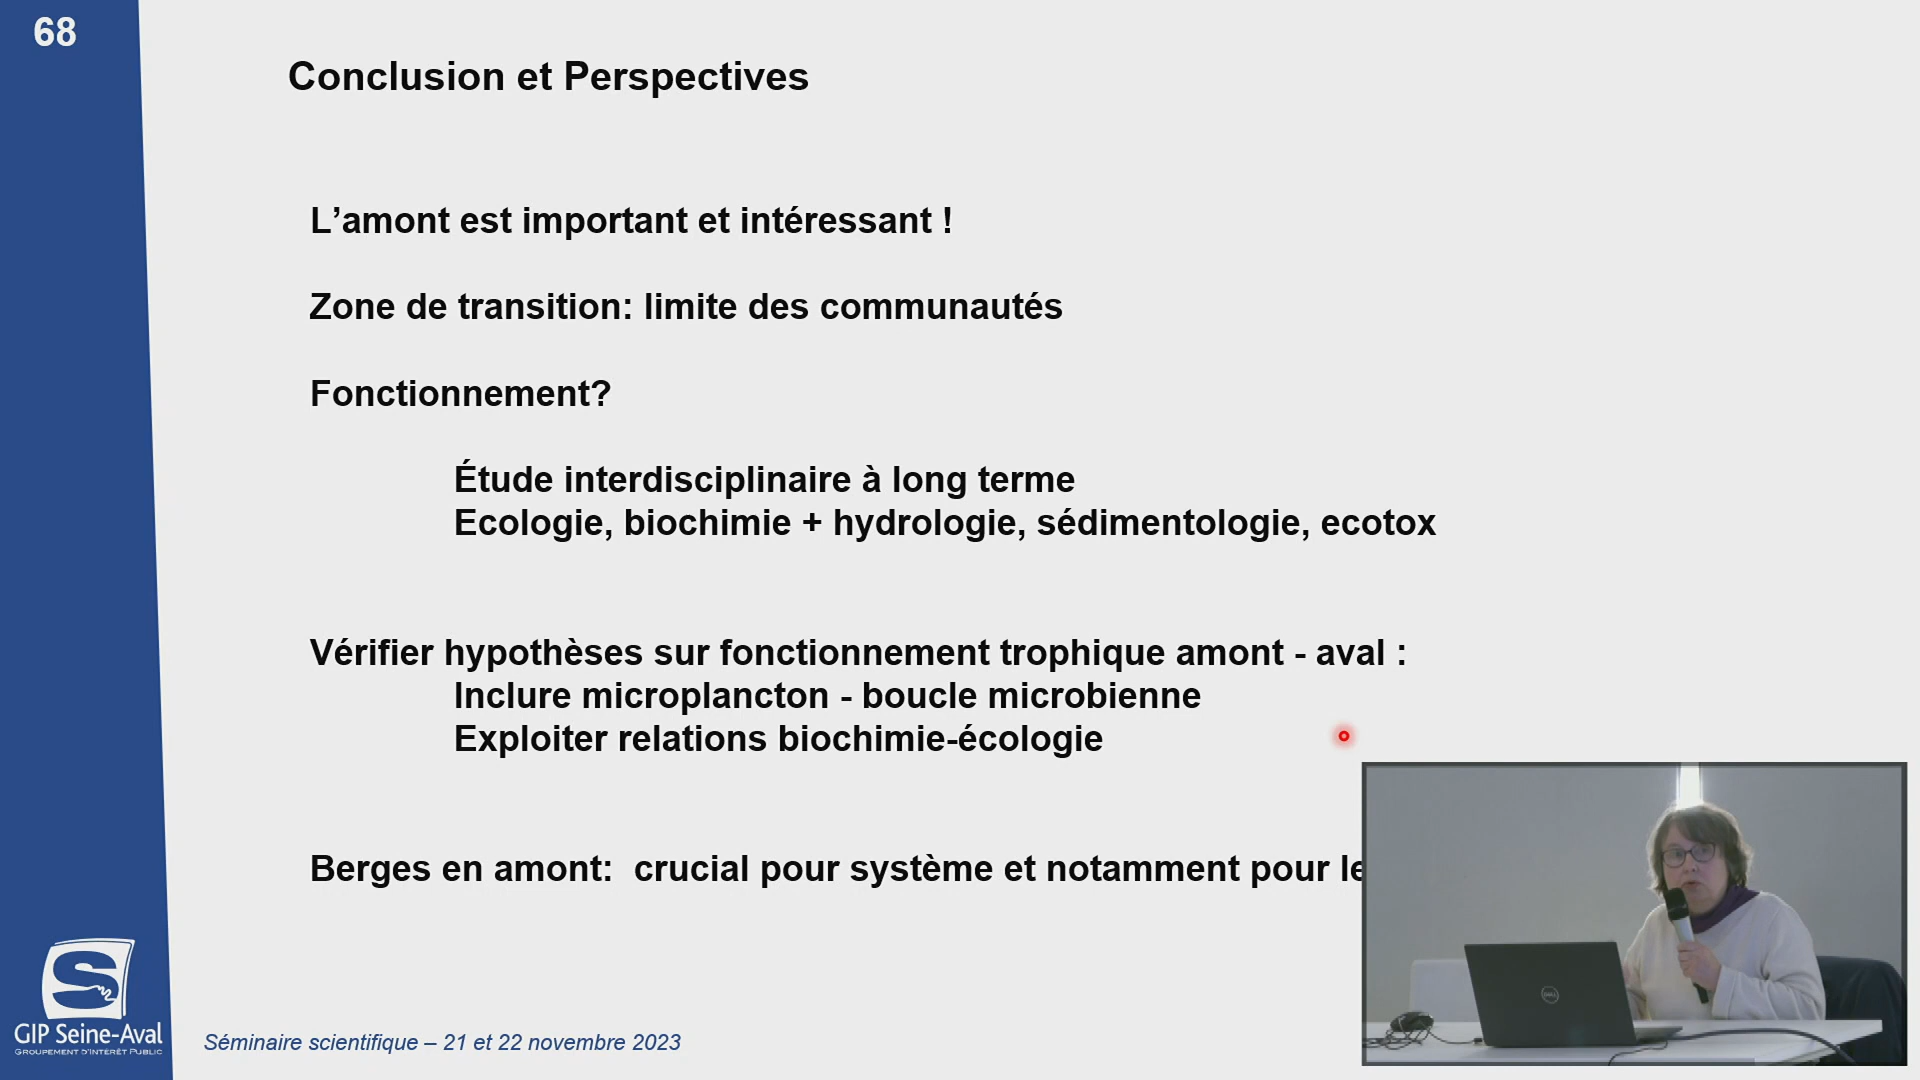 68
Conclusion et Perspectives
L’amont est important et intéressant !
Zone de transition: limite des communautés
Fonctionnement?
Étude interdisciplinaire à long terme
Ecologie, biochimie + hydrologie, sédimentologie, ecotox
Vérifier hypothèses sur fonctionnement trophique amont - aval :
Inclure microplancton - boucle microbienne
Exploiter relations biochimie-écologie
Berges en amont:  crucial pour système et notamment pour le
GIP Seine-Aval
GROUPEMENT D'INTÉRÊT PUBLIC
Séminaire scientifique – 21 et 22 novembre 2023
DELL